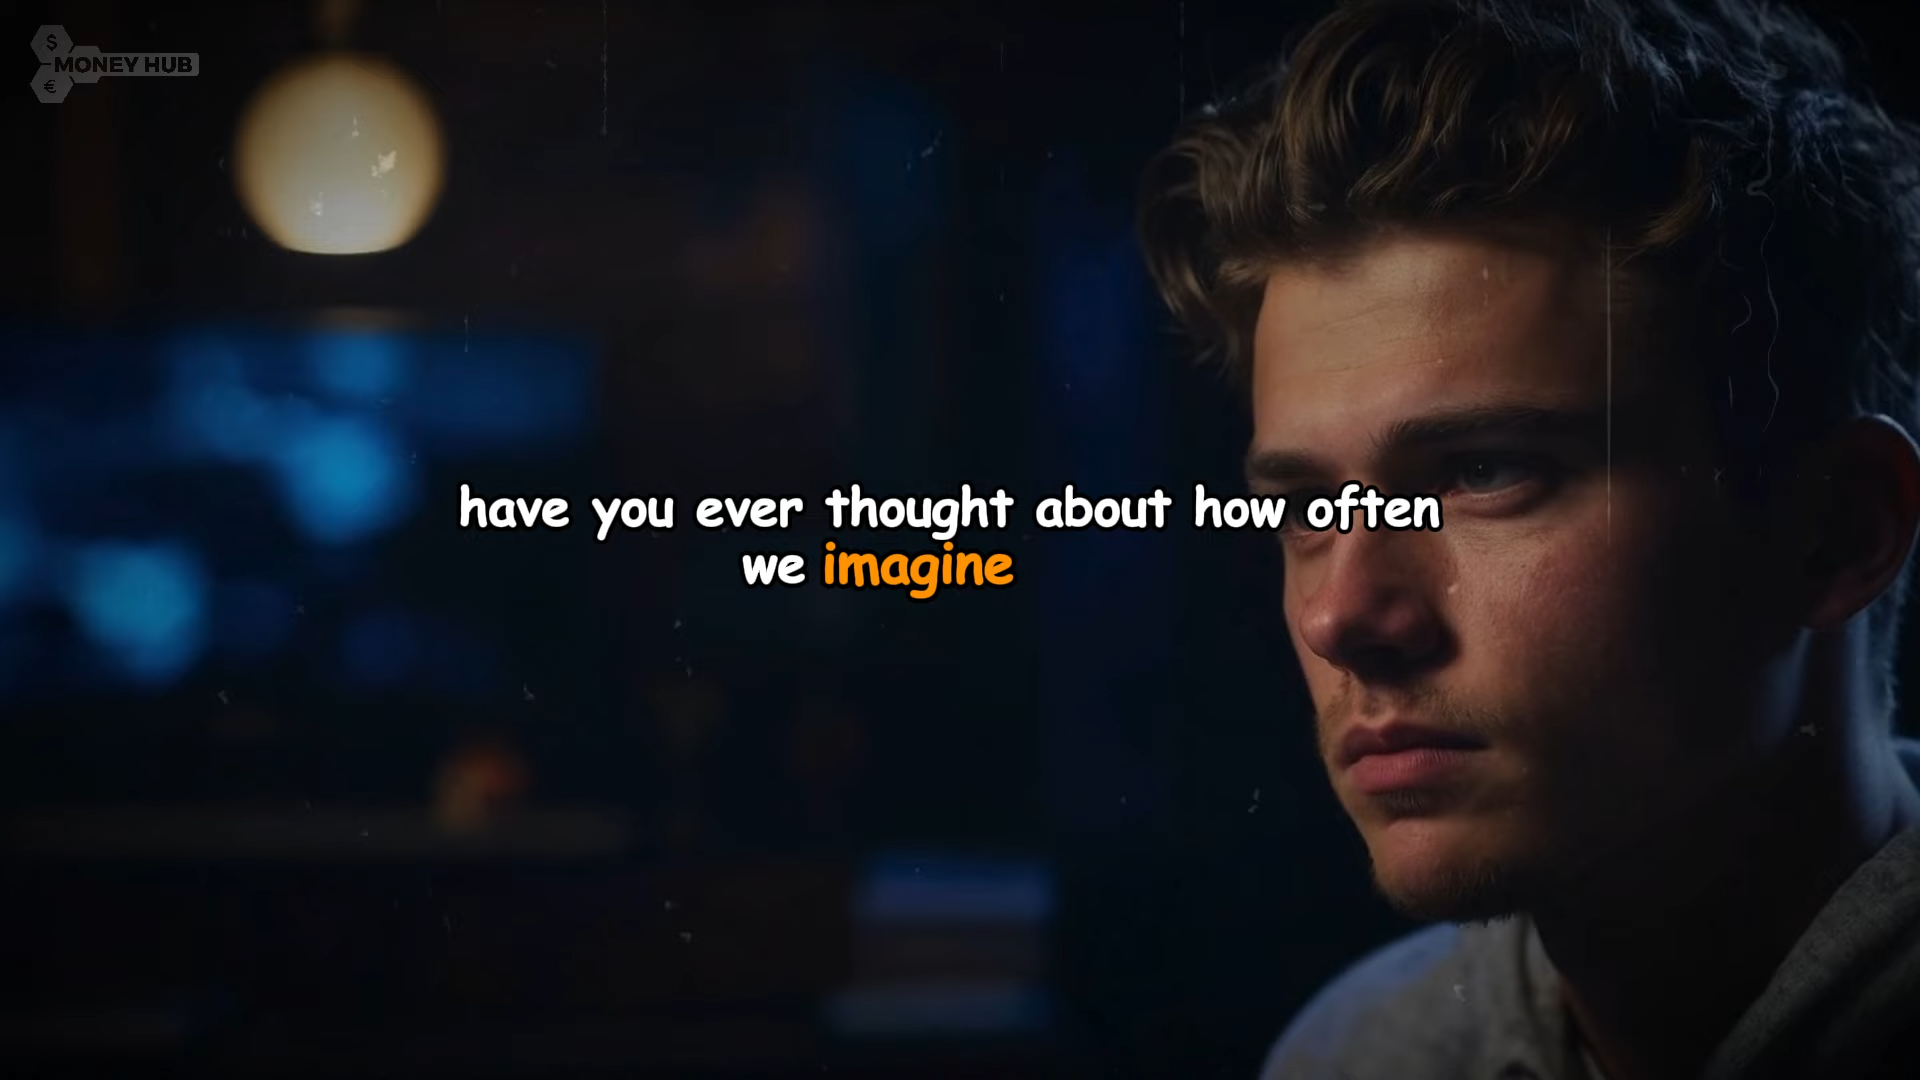 $
MONEY HUB
€
have you ever thought about how often
we imagine